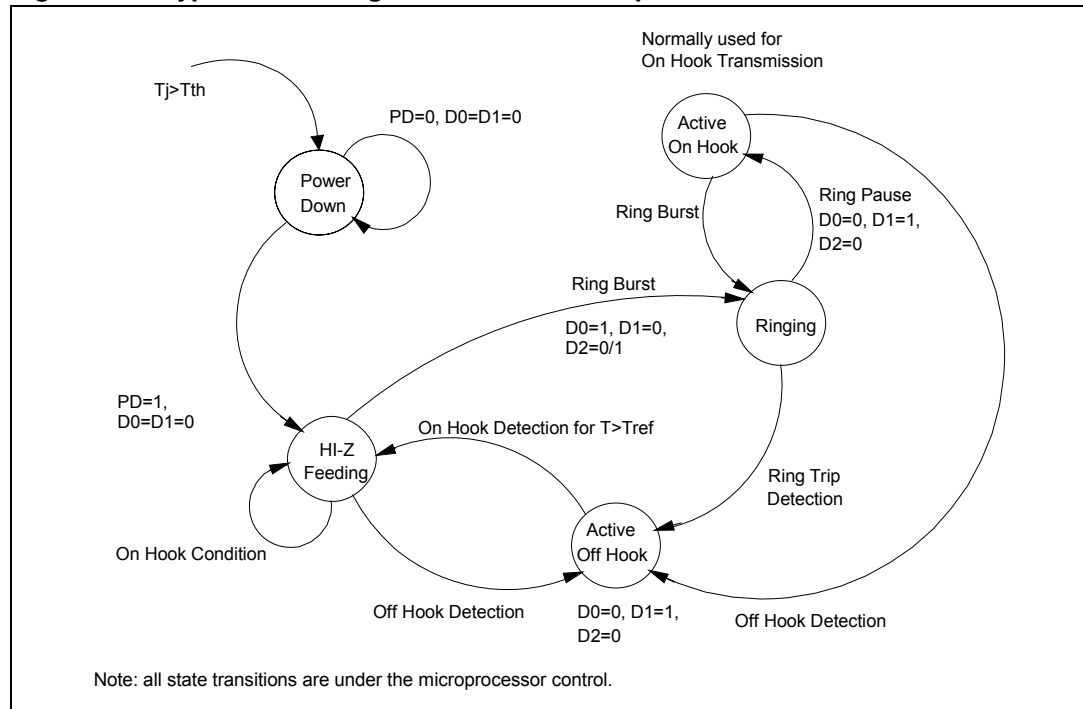 Normally used for
On Hook Transmission
Tj>Tth
PD=0, D0=D1=0
Active
On Hook
Power
Down
Ring Pause
D0=0, D1=1,
D2=0
Ring Burst
Ring Burst
Ringing
D0=1, D1=0,
D2=0/1
PD=1,
D0=D1=0
On Hook Detection for T>Tref
HI-Z
Feeding
Ring Trip
Detection
Active
Off Hook
On Hook Condition
Off Hook Detection
D0=0, D1=1,
D2=0
Off Hook Detection
Note: all state transitions are under the microprocessor control.